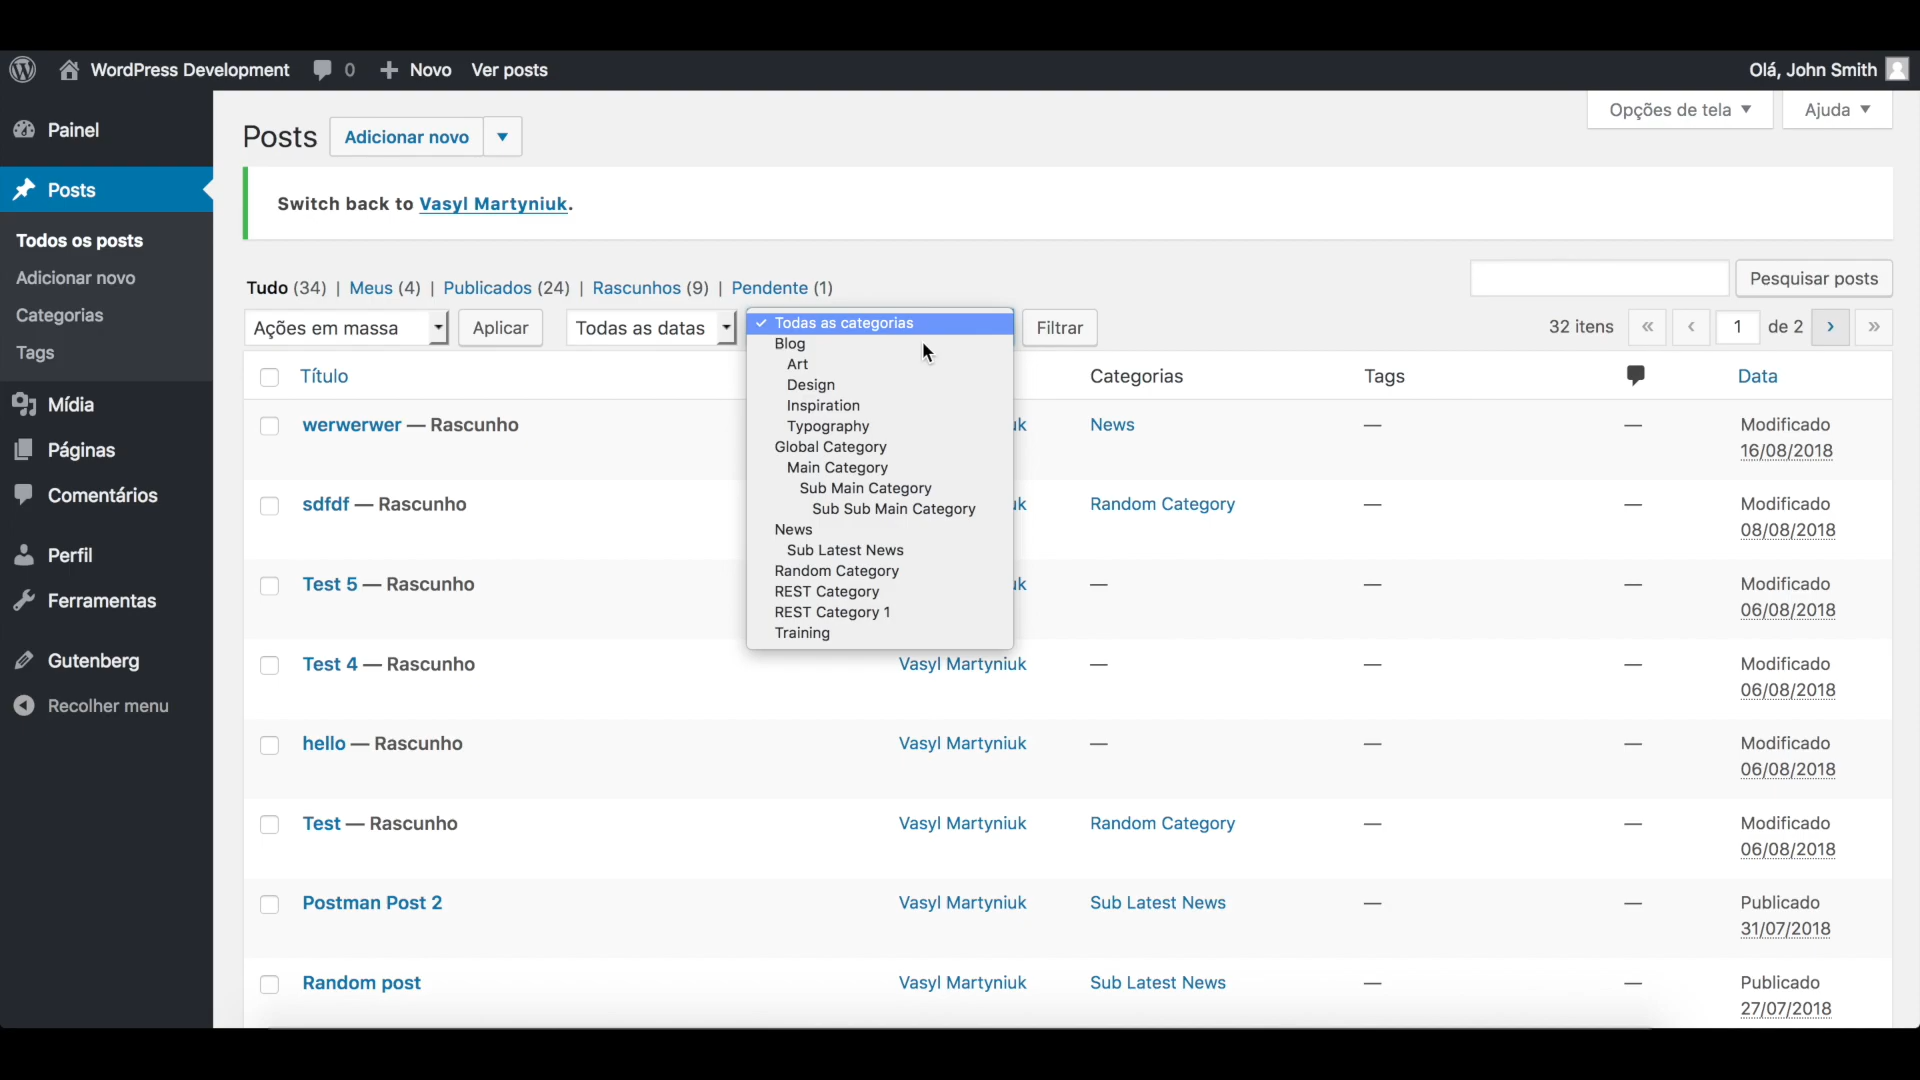 WordPress Development 0 Novo Ver posts Olá, John Smith
Opções de tela Ajuda
Painel
Posts
Todos os posts
Adicionar novo
Categorias
Tags
Mídia
Páginas
Comentários
Perfil
Ferramentas
Gutenberg
Recolher menu
Posts Adicionar novo
Switch back to Vasyl Martyniuk.
Tudo (34) | Meus (4) | Publicados (24) | Rascunhos (9) | Pendente (1)
Pesquisar posts
Ações em massa Aplicar Todas as datas Filtrar 32 itens « ‹ 1 de 2 › »
✓ Todas as categorias
Blog
Art
Design
Inspiration
Typography
Global Category
Main Category
Sub Main Category
Sub Sub Main Category
News
Sub Latest News
Random Category
REST Category
REST Category 1
Training
Título Categorias Tags Data
werwerwer — Rascunho uk News — — Modificado
16/08/2018
sdfdf — Rascunho uk Random Category — — Modificado
08/08/2018
Test 5 — Rascunho uk — — — Modificado
06/08/2018
Test 4 — Rascunho Vasyl Martyniuk — — — Modificado
06/08/2018
hello — Rascunho Vasyl Martyniuk — — — Modificado
06/08/2018
Test — Rascunho Vasyl Martyniuk Random Category — — Modificado
06/08/2018
Postman Post 2 Vasyl Martyniuk Sub Latest News — — Publicado
31/07/2018
Random post Vasyl Martyniuk Sub Latest News — — Publicado
27/07/2018